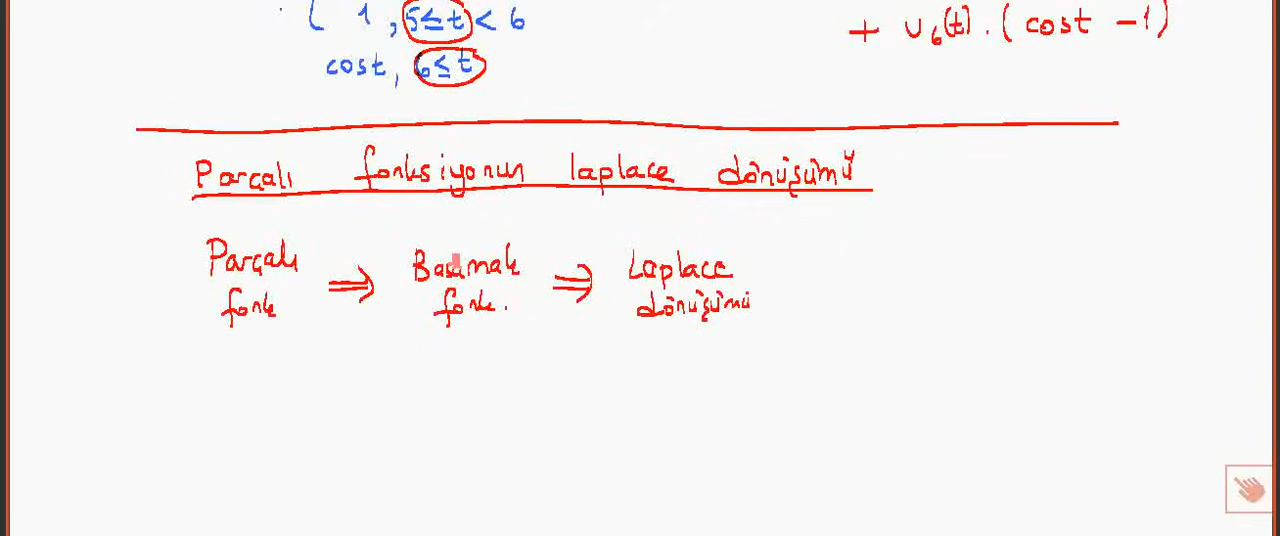 1, 5≤t < 6
+ u₆(t).(cost -1)
cost, 6≤t
Parçalı fonksiyonun laplace dönüşümü
Parçalı fonk ⇒ Basamak fonk. ⇒ Laplace dönüşümü